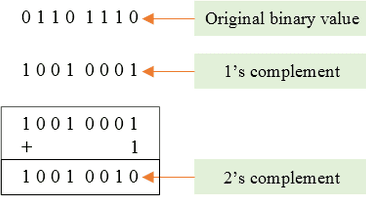 0 1 1 0 1 1 1 0 Original binary value
1 0 0 1 0 0 0 1 1's complement
1 0 0 1 0 0 0 1
+ 1
1 0 0 1 0 0 1 0 2's complement